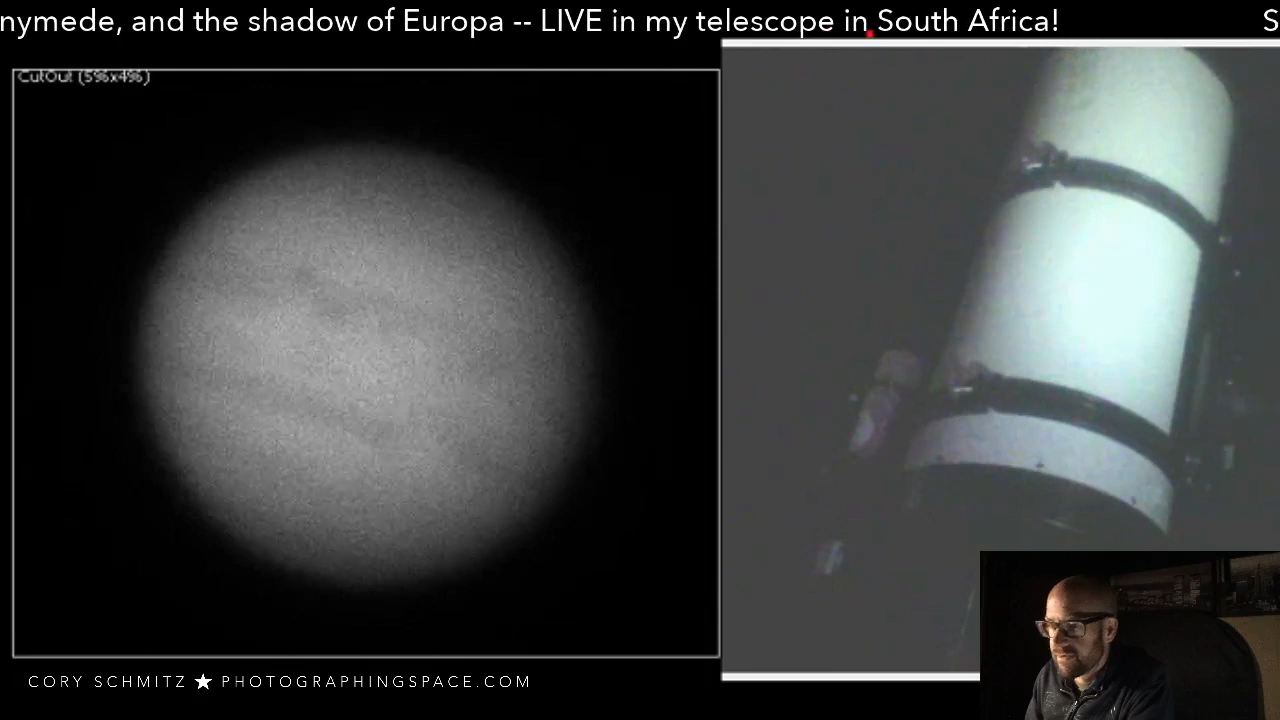 nymede, and the shadow of Europa -- LIVE in my telescope in South Africa! S
CutOut (5%x4%)
CORY SCHMITZ ★ PHOTOGRAPHINGSPACE.COM